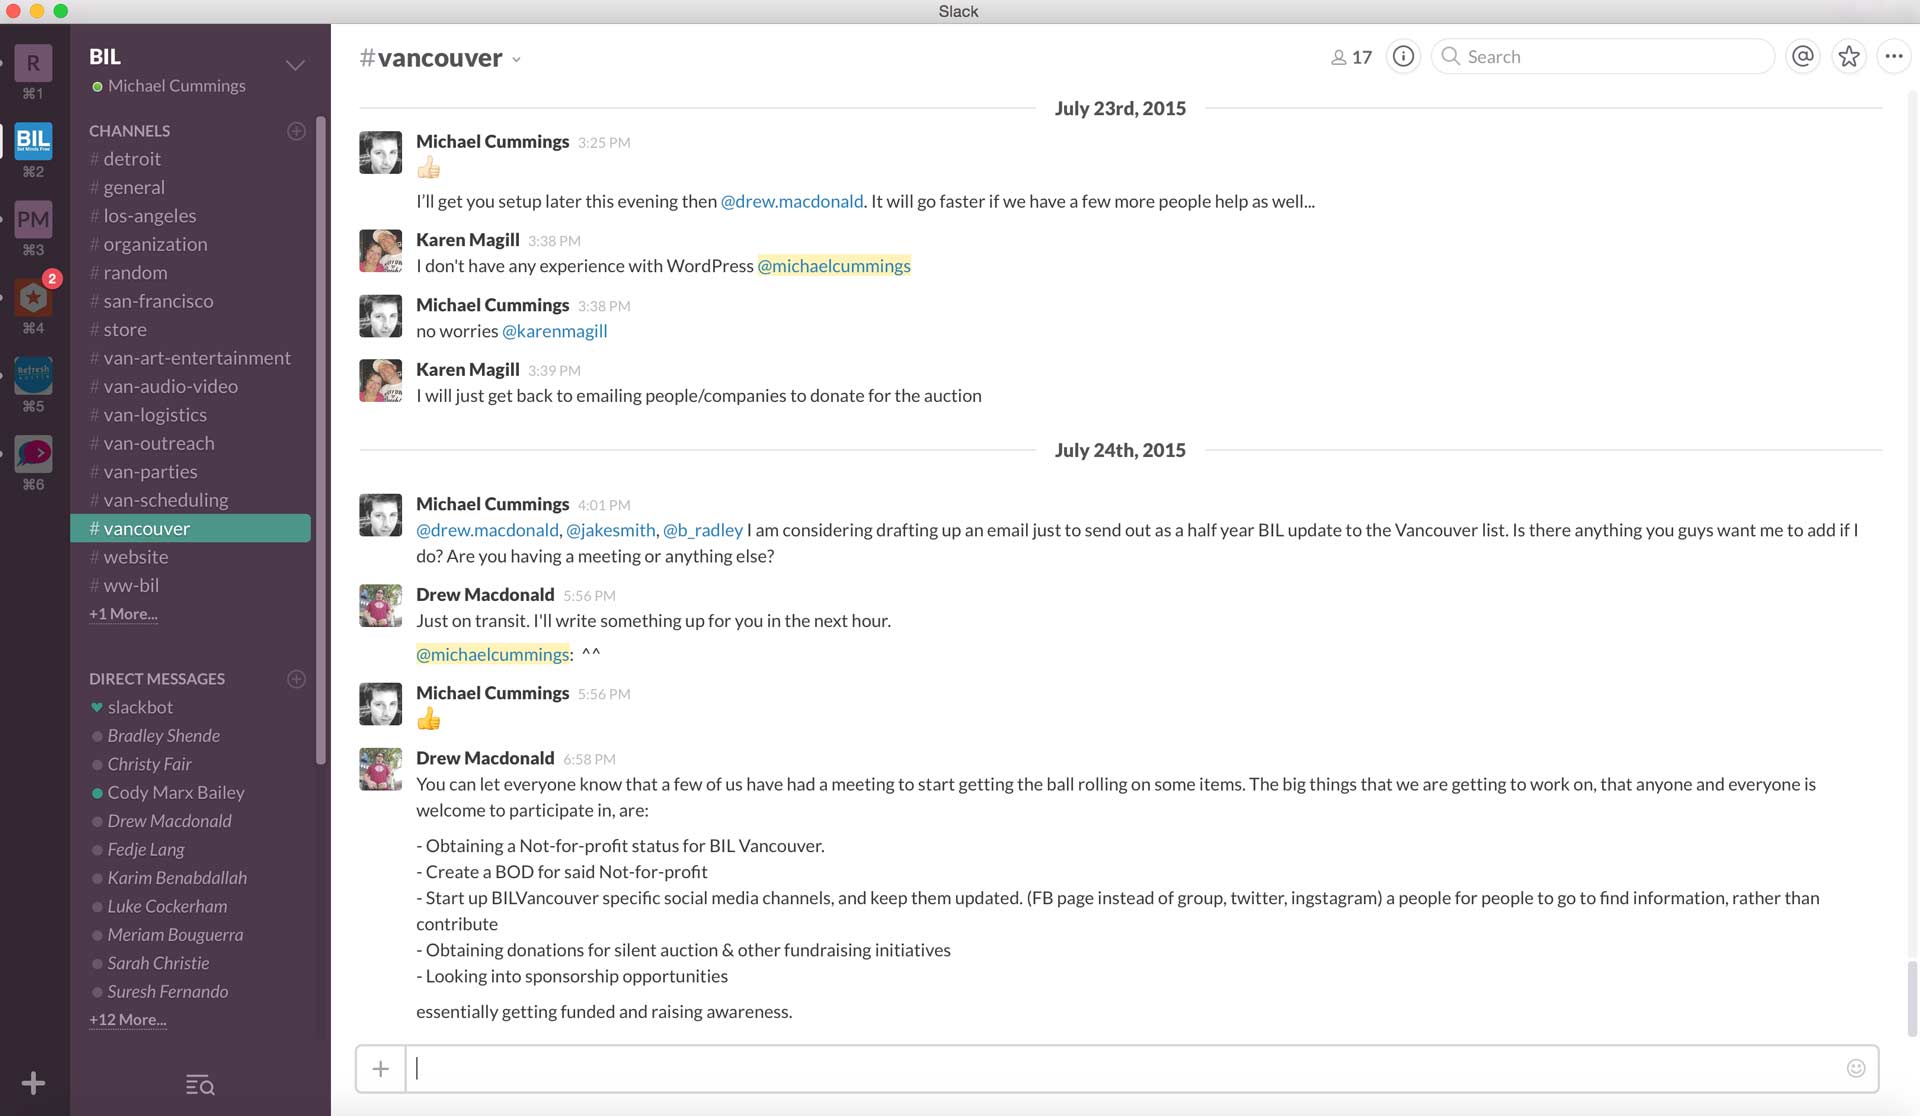 Slack
R
⌘1
BIL
Set Minds Free
⌘2
PM
⌘3
2
⌘4
Refresh
AUSTIN
⌘5
⌘6
BIL
Michael Cummings
CHANNELS
# detroit
# general
# los-angeles
# organization
# random
# san-francisco
# store
# van-art-entertainment
# van-audio-video
# van-logistics
# van-outreach
# van-parties
# van-scheduling
# vancouver
# website
# ww-bil
+1 More...
DIRECT MESSAGES
slackbot
Bradley Shende
Christy Fair
Cody Marx Bailey
Drew Macdonald
Fedje Lang
Karim Benabdallah
Luke Cockerham
Meriam Bouguerra
Sarah Christie
Suresh Fernando
+12 More...
#vancouver
17
Search
July 23rd, 2015
Michael Cummings 3:25 PM
I'll get you setup later this evening then @drew.macdonald. It will go faster if we have a few more people help as well...
Karen Magill 3:38 PM
I don't have any experience with WordPress @michaelcummings
Michael Cummings 3:38 PM
no worries @karenmagill
Karen Magill 3:39 PM
I will just get back to emailing people/companies to donate for the auction
July 24th, 2015
Michael Cummings 4:01 PM
@drew.macdonald, @jakesmith, @b_radley I am considering drafting up an email just to send out as a half year BIL update to the Vancouver list. Is there anything you guys want me to add if I
do? Are you having a meeting or anything else?
Drew Macdonald 5:56 PM
Just on transit. I'll write something up for you in the next hour.
@michaelcummings: ^^
Michael Cummings 5:56 PM
Drew Macdonald 6:58 PM
You can let everyone know that a few of us have had a meeting to start getting the ball rolling on some items. The big things that we are getting to work on, that anyone and everyone is
welcome to participate in, are:
- Obtaining a Not-for-profit status for BIL Vancouver.
- Create a BOD for said Not-for-profit
- Start up BILVancouver specific social media channels, and keep them updated. (FB page instead of group, twitter, ingstagram) a people for people to go to find information, rather than
contribute
- Obtaining donations for silent auction & other fundraising initiatives
- Looking into sponsorship opportunities
essentially getting funded and raising awareness.